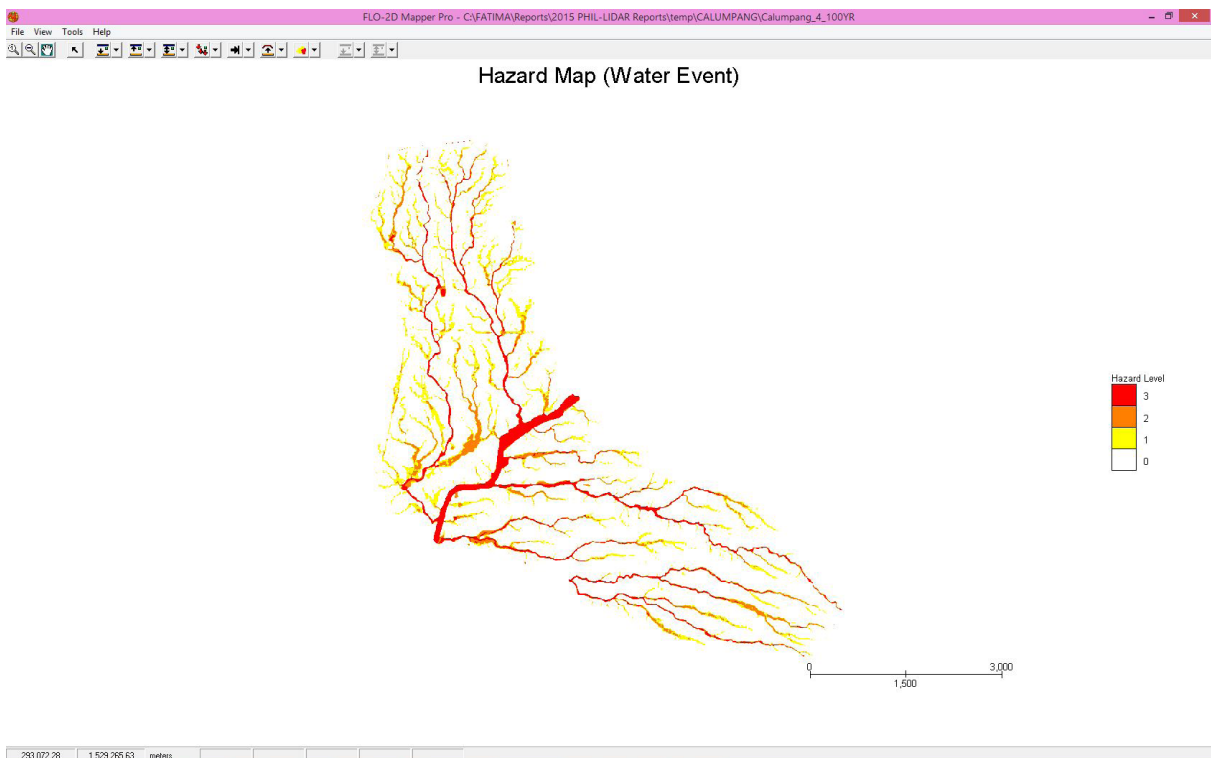 FLO-2D Mapper Pro - C:\FATIMA\Reports\2015 PHIL-LIDAR Reports\temp\CALUMPANG\Calumpang_4_100YR
File View Tools Help
Hazard Map (Water Event)
Hazard Level
3
2
1
0
0 3,000
1,500
293,072.28 1,529,265.63 meters